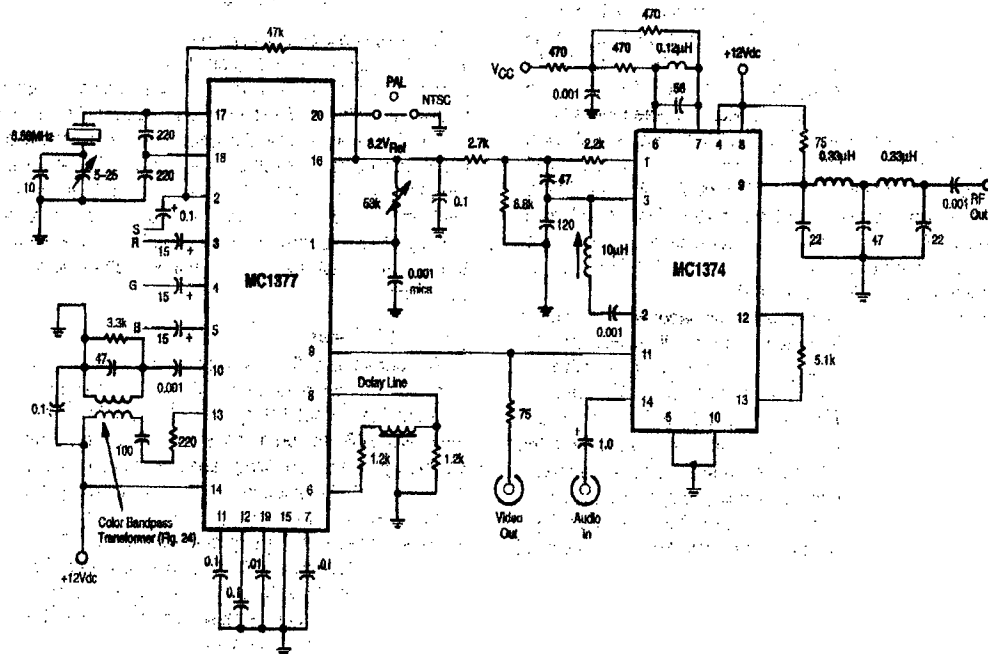 470
47k
470
470
0.12µH
+12Vdc
VCC
0.001
56
PAL
NTSC
17
20
6
7
4
8
220
8.2VRef
2.7k
2.2k
75
0.33µH
0.33µH
18
16
1
9
10
5–25
220
47
0.001
RF
Out
2
53k
0.1
6.8k
3
S
0.1
120
22
47
22
R
15
3
1
10µH
MC1377
MC1374
G
15
4
0.001
mica
3.3k
B
15
5
0.001
2
12
47
10
9
11
5.1k
0.001
Delay Line
8
0.1
13
14
13
75
5
10
100
220
1.0
1.2k
1.2k
14
6
Color Bandpass
Transformer (Fig. 24)
11
12
19
15
7
Video
Out
Audio
In
+12Vdc
0.1
0.1
.01
.01